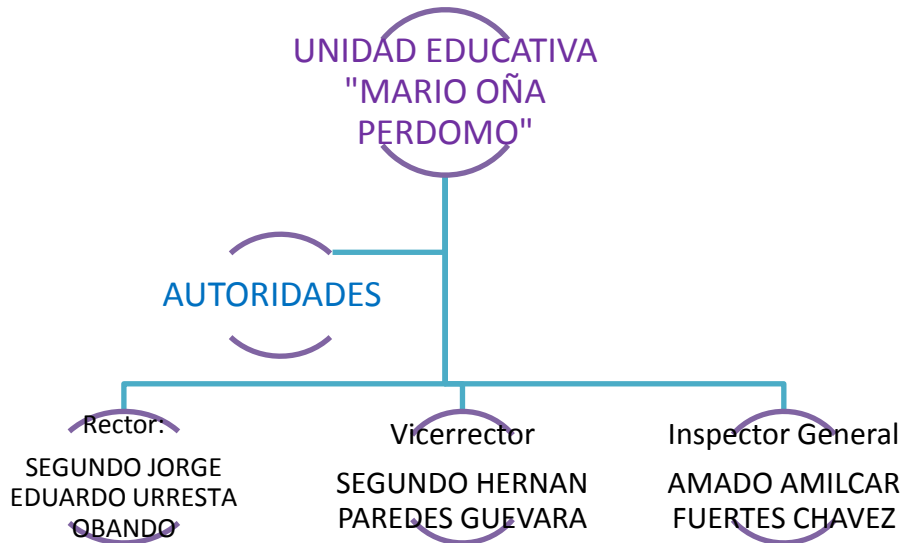 UNIDAD EDUCATIVA
"MARIO OÑA
PERDOMO"
AUTORIDADES
Rector:
SEGUNDO JORGE
EDUARDO URRESTA
OBANDO
Vicerrector
SEGUNDO HERNAN
PAREDES GUEVARA
Inspector General
AMADO AMILCAR
FUERTES CHAVEZ